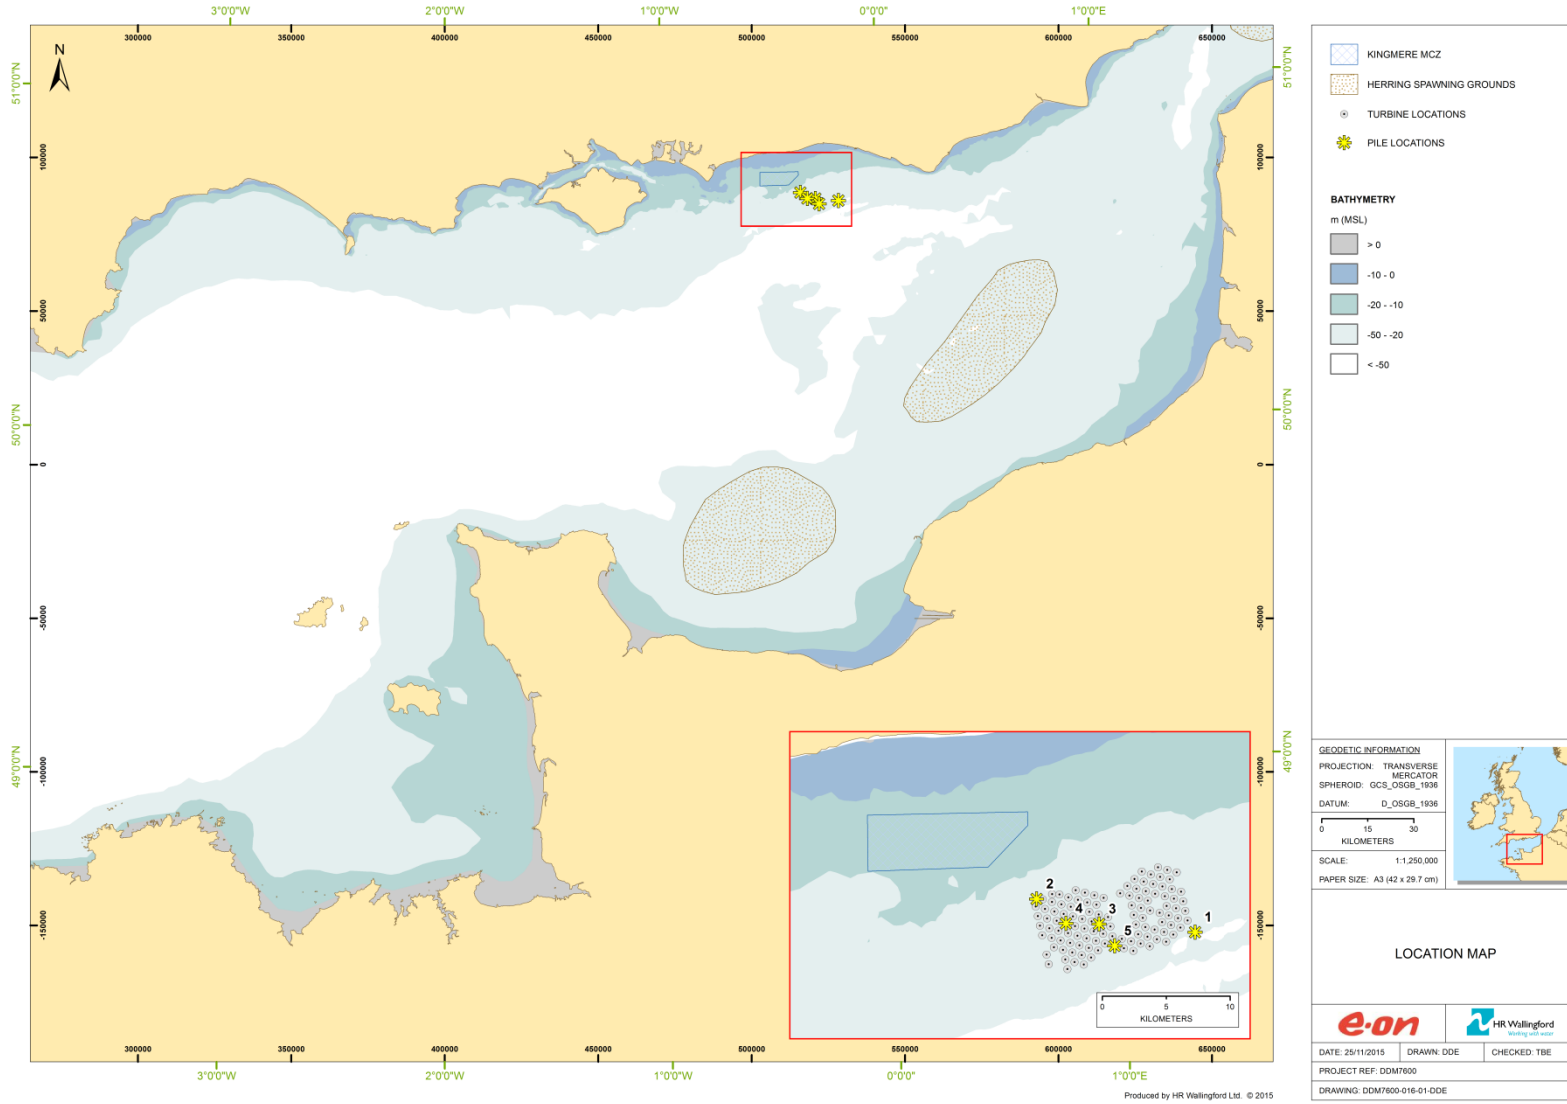 3°0'0"W 2°0'0"W 1°0'0"W 0°0'0" 1°0'0"E
300000 350000 400000 450000 500000 550000 600000 650000
N
51°0'0"N
51°0'0"N
100000
100000
50000
50000
50°0'0"N
50°0'0"N
0
0
-50000
-50000
49°0'0"N
49°0'0"N
-100000
-100000
-150000
-150000
2
4
3
1
5
0 5 10
KILOMETERS
300000 350000 400000 450000 500000 550000 600000 650000
3°0'0"W 2°0'0"W 1°0'0"W 0°0'0" 1°0'0"E
Produced by HR Wallingford Ltd. © 2015
KINGMERE MCZ
HERRING SPAWNING GROUNDS
TURBINE LOCATIONS
PILE LOCATIONS
BATHYMETRY
m (MSL)
> 0
-10 - 0
-20 - -10
-50 - -20
< -50
GEODETIC INFORMATION
PROJECTION: TRANSVERSE
MERCATOR
SPHEROID: GCS_OSGB_1936
DATUM: D_OSGB_1936
0 15 30
KILOMETERS
SCALE: 1:1,250,000
PAPER SIZE: A3 (42 x 29.7 cm)
LOCATION MAP
e·on
HR Wallingford
Working with water
DATE: 25/11/2015 DRAWN: DDE CHECKED: TBE
PROJECT REF: DDM7600
DRAWING: DDM7600-016-01-DDE